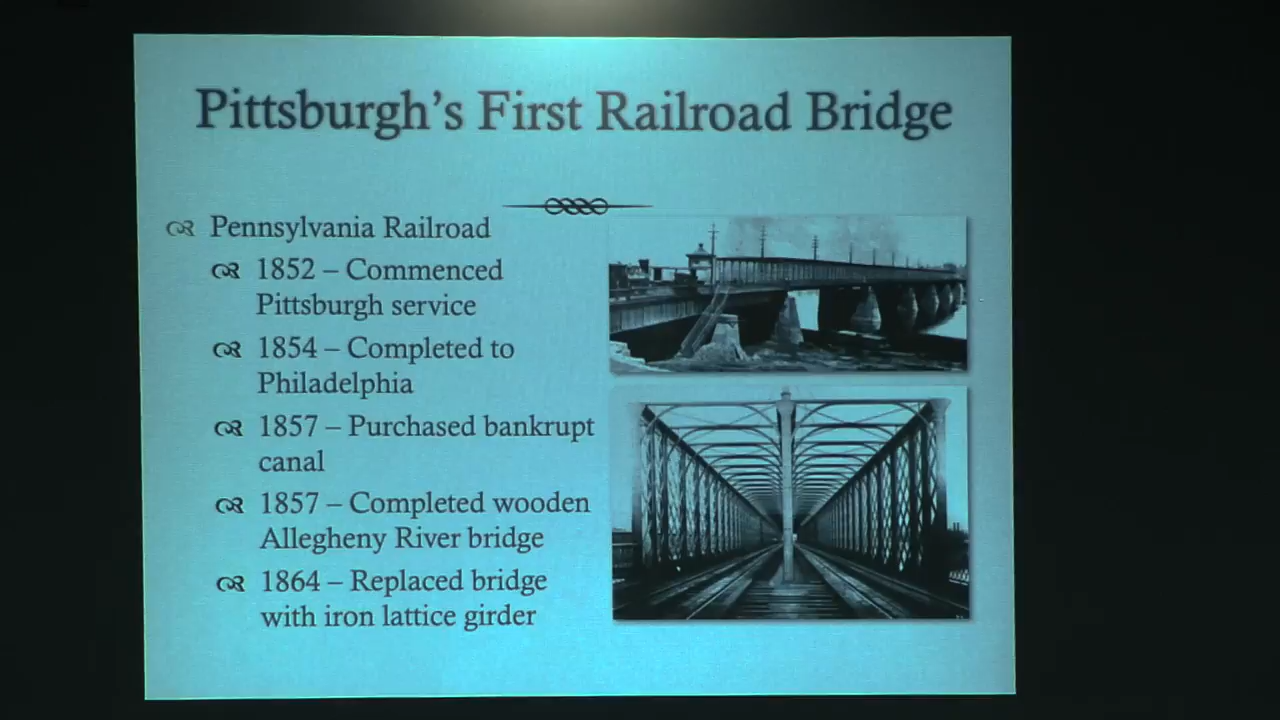 Pittsburgh's First Railroad Bridge
Pennsylvania Railroad
1852 – Commenced
Pittsburgh service
1854 – Completed to
Philadelphia
1857 – Purchased bankrupt
canal
1857 – Completed wooden
Allegheny River bridge
1864 – Replaced bridge
with iron lattice girder